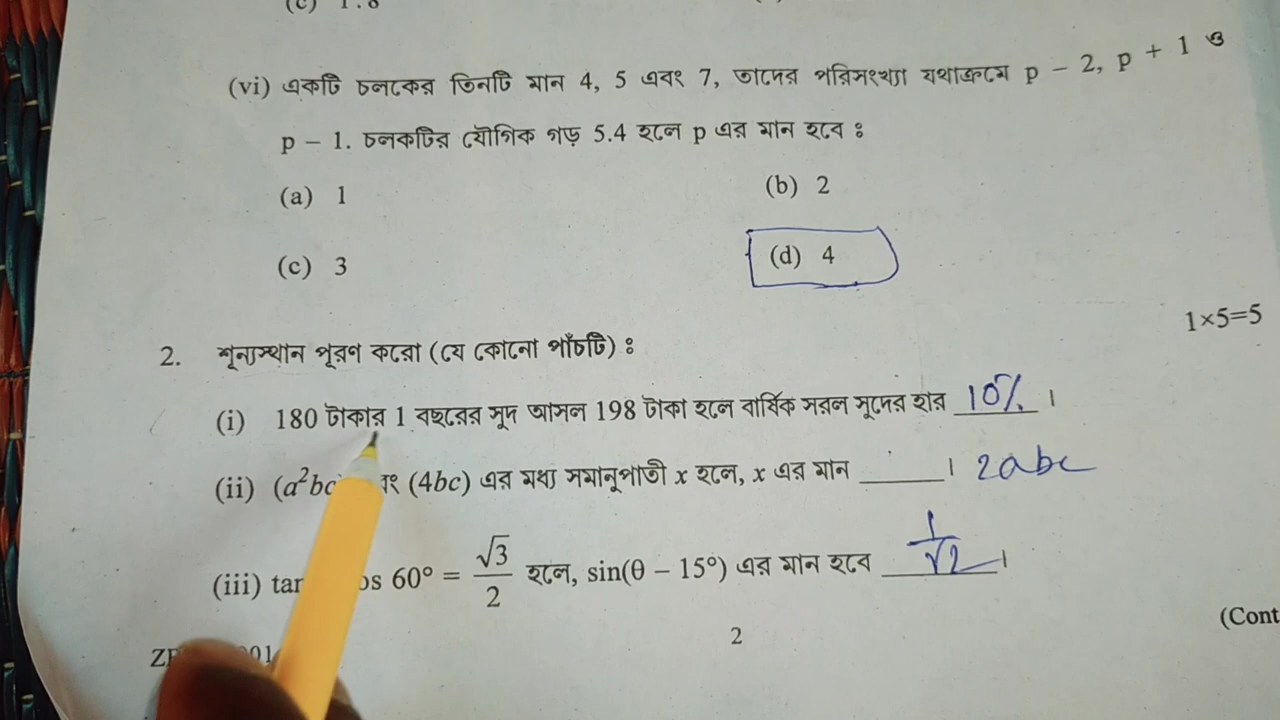 (c) 1.8
(vi) একটি চলকের তিনটি মান 4, 5 এবং 7, তাদের পরিসংখ্যা যথাক্রমে p – 2, p + 1 ও
p – 1. চলকটির যৌগিক গড় 5.4 হলে p এর মান হবে ঃ
(a) 1
(b) 2
(c) 3
(d) 4
1×5=5
2. শূন্যস্থান পূরণ করো (যে কোনো পাঁচটি) ঃ
(i) 180 টাকার 1 বছরের সুদ আসল 198 টাকা হলে বার্ষিক সরল সুদের হার 10% ।
(ii) (a²bc) (4bc) এর মধ্য সমানুপাতী x হলে, x এর মান ______। 2abc
(iii) 60° = √3/2 হলে, sin(θ – 15°) এর মান হবে 1/√2 ।
(Cont
2